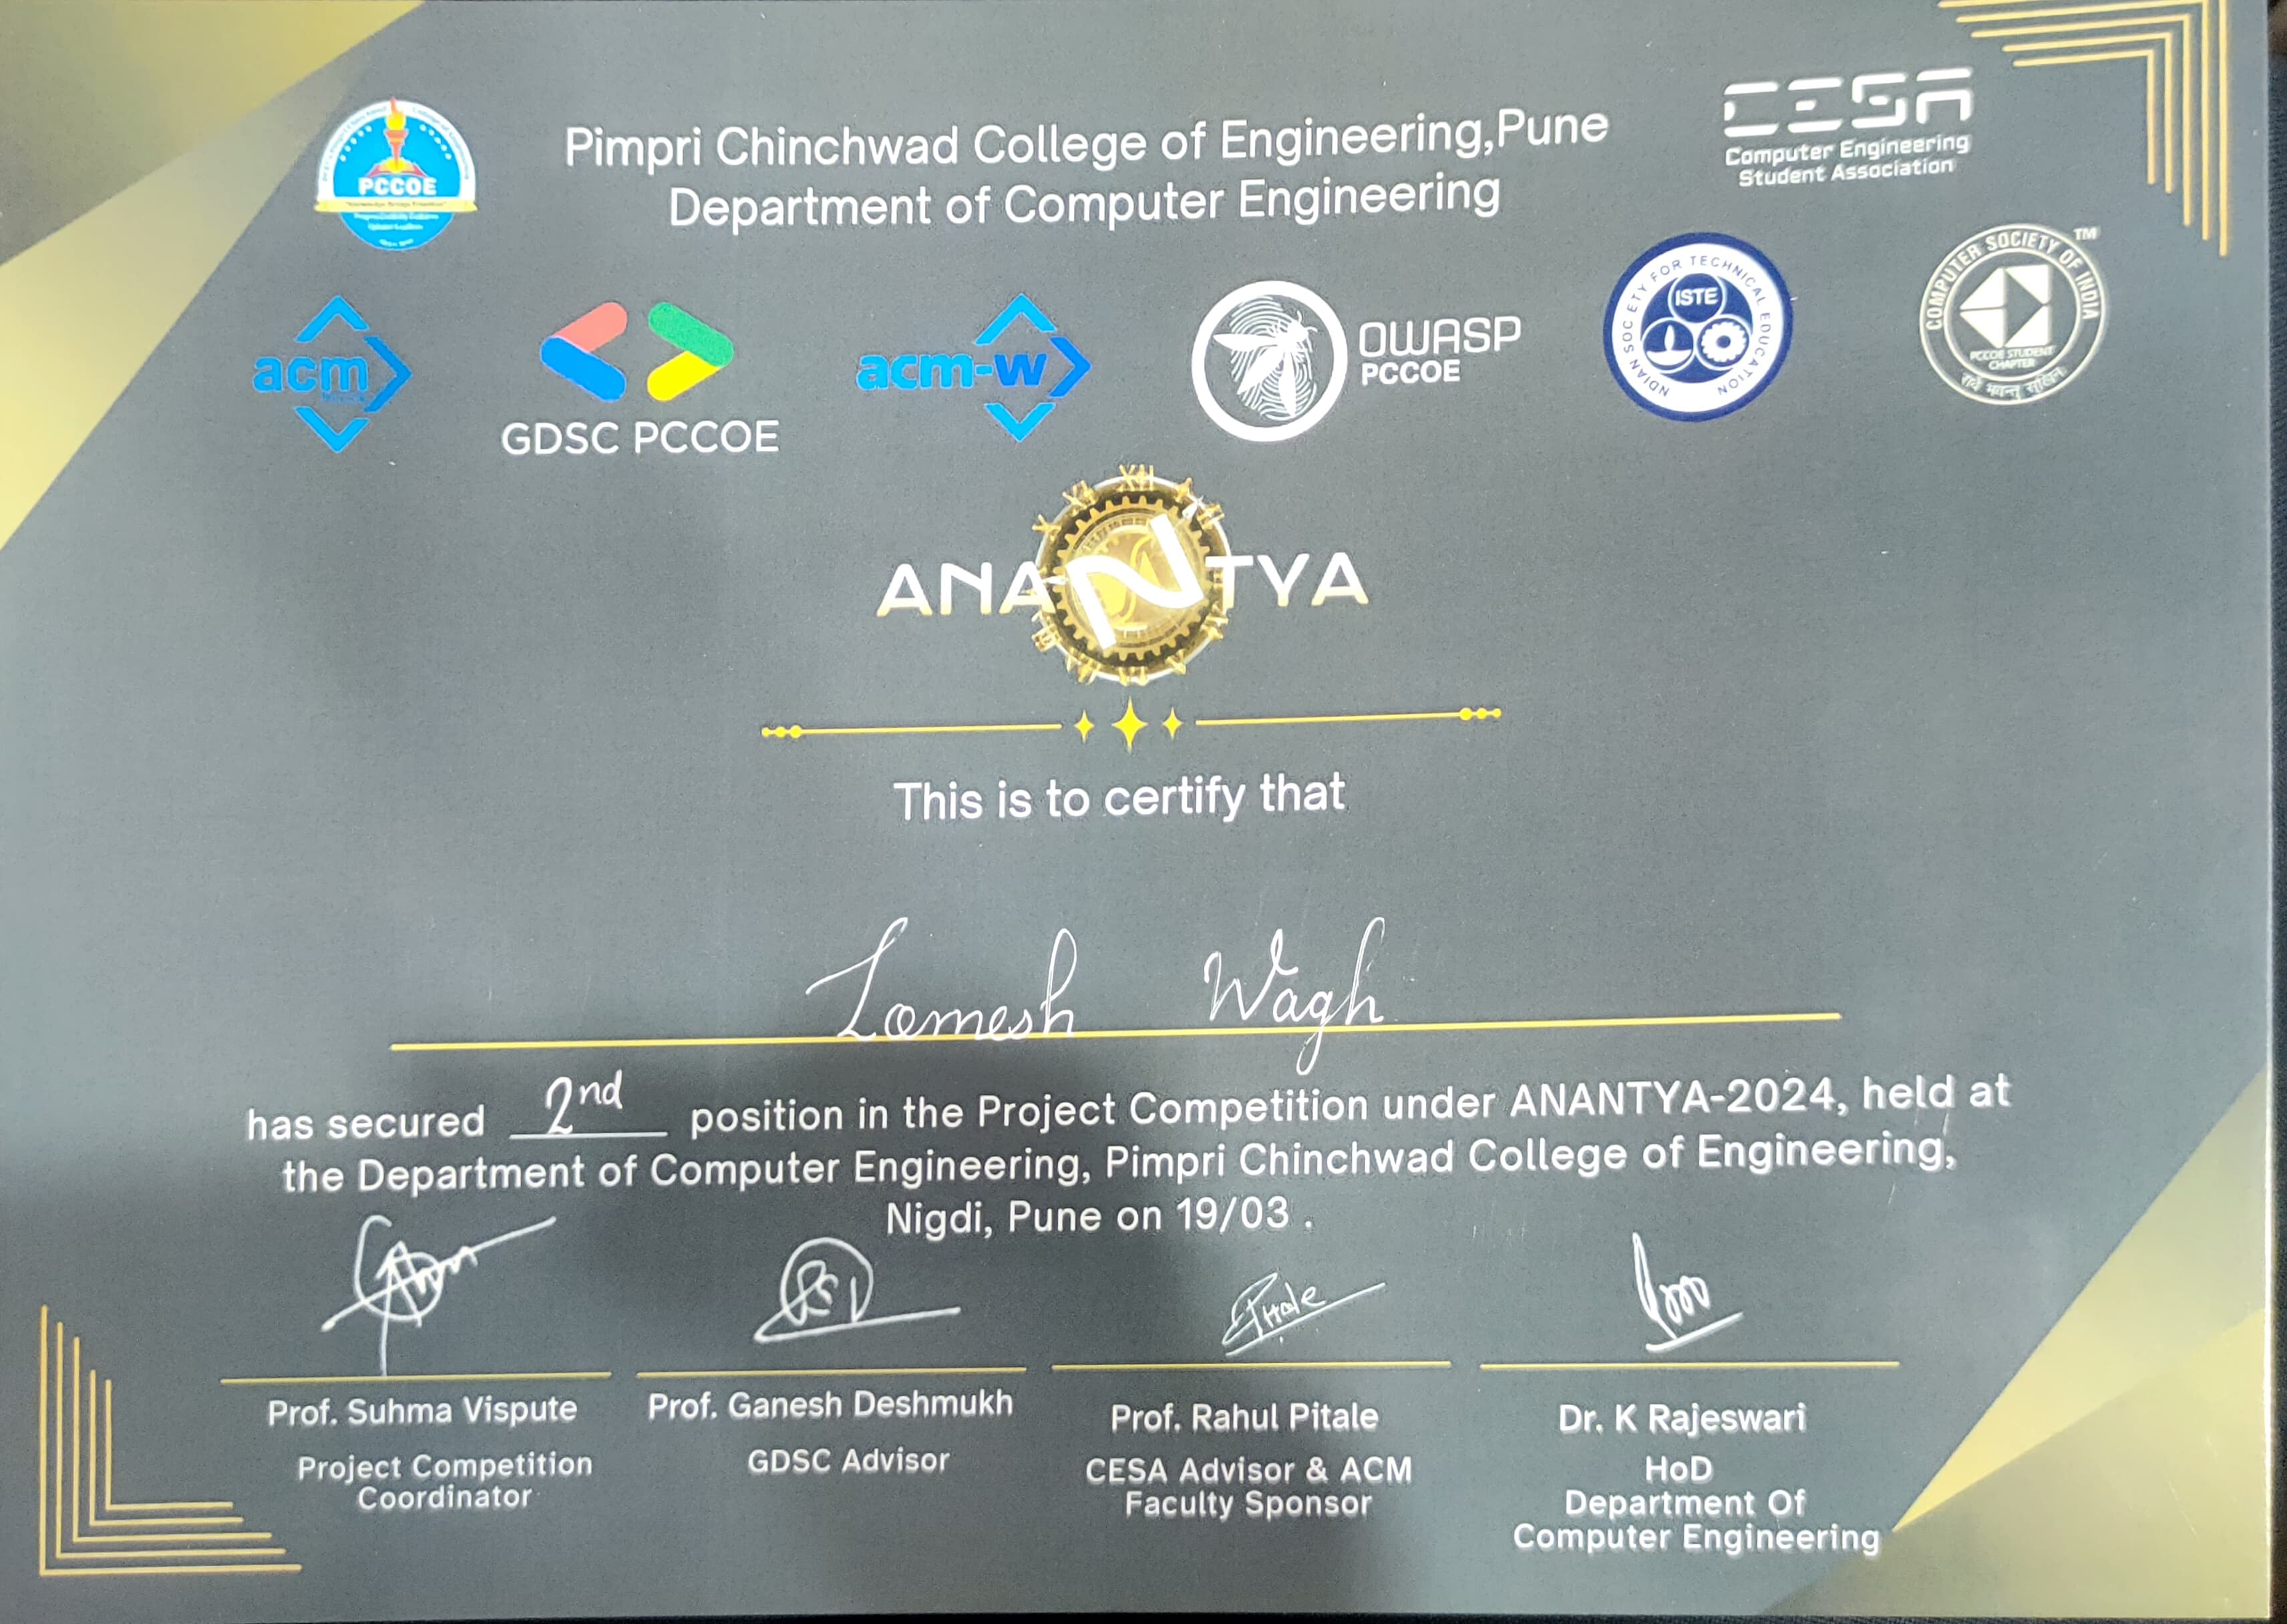 Pimpri Chinchwad College of Engineering,Pune
Department of Computer Engineering
CESA
Computer Engineering
Student Association
PCCOE
acm
GDSC PCCOE
acm-w
OWASP
PCCOE
INDIAN SOCIETY FOR TECHNICAL EDUCATION
ISTE
COMPUTER SOCIETY OF INDIA
TM
PCCOE STUDENT
CHAPTER
ANANTYA
This is to certify that
Lomesh Wagh
has secured 2nd position in the Project Competition under ANANTYA-2024, held at
the Department of Computer Engineering, Pimpri Chinchwad College of Engineering,
Nigdi, Pune on 19/03 .
Prof. Suhma Vispute
Project Competition
Coordinator
Prof. Ganesh Deshmukh
GDSC Advisor
Prof. Rahul Pitale
CESA Advisor & ACM
Faculty Sponsor
Dr. K Rajeswari
HoD
Department Of
Computer Engineering